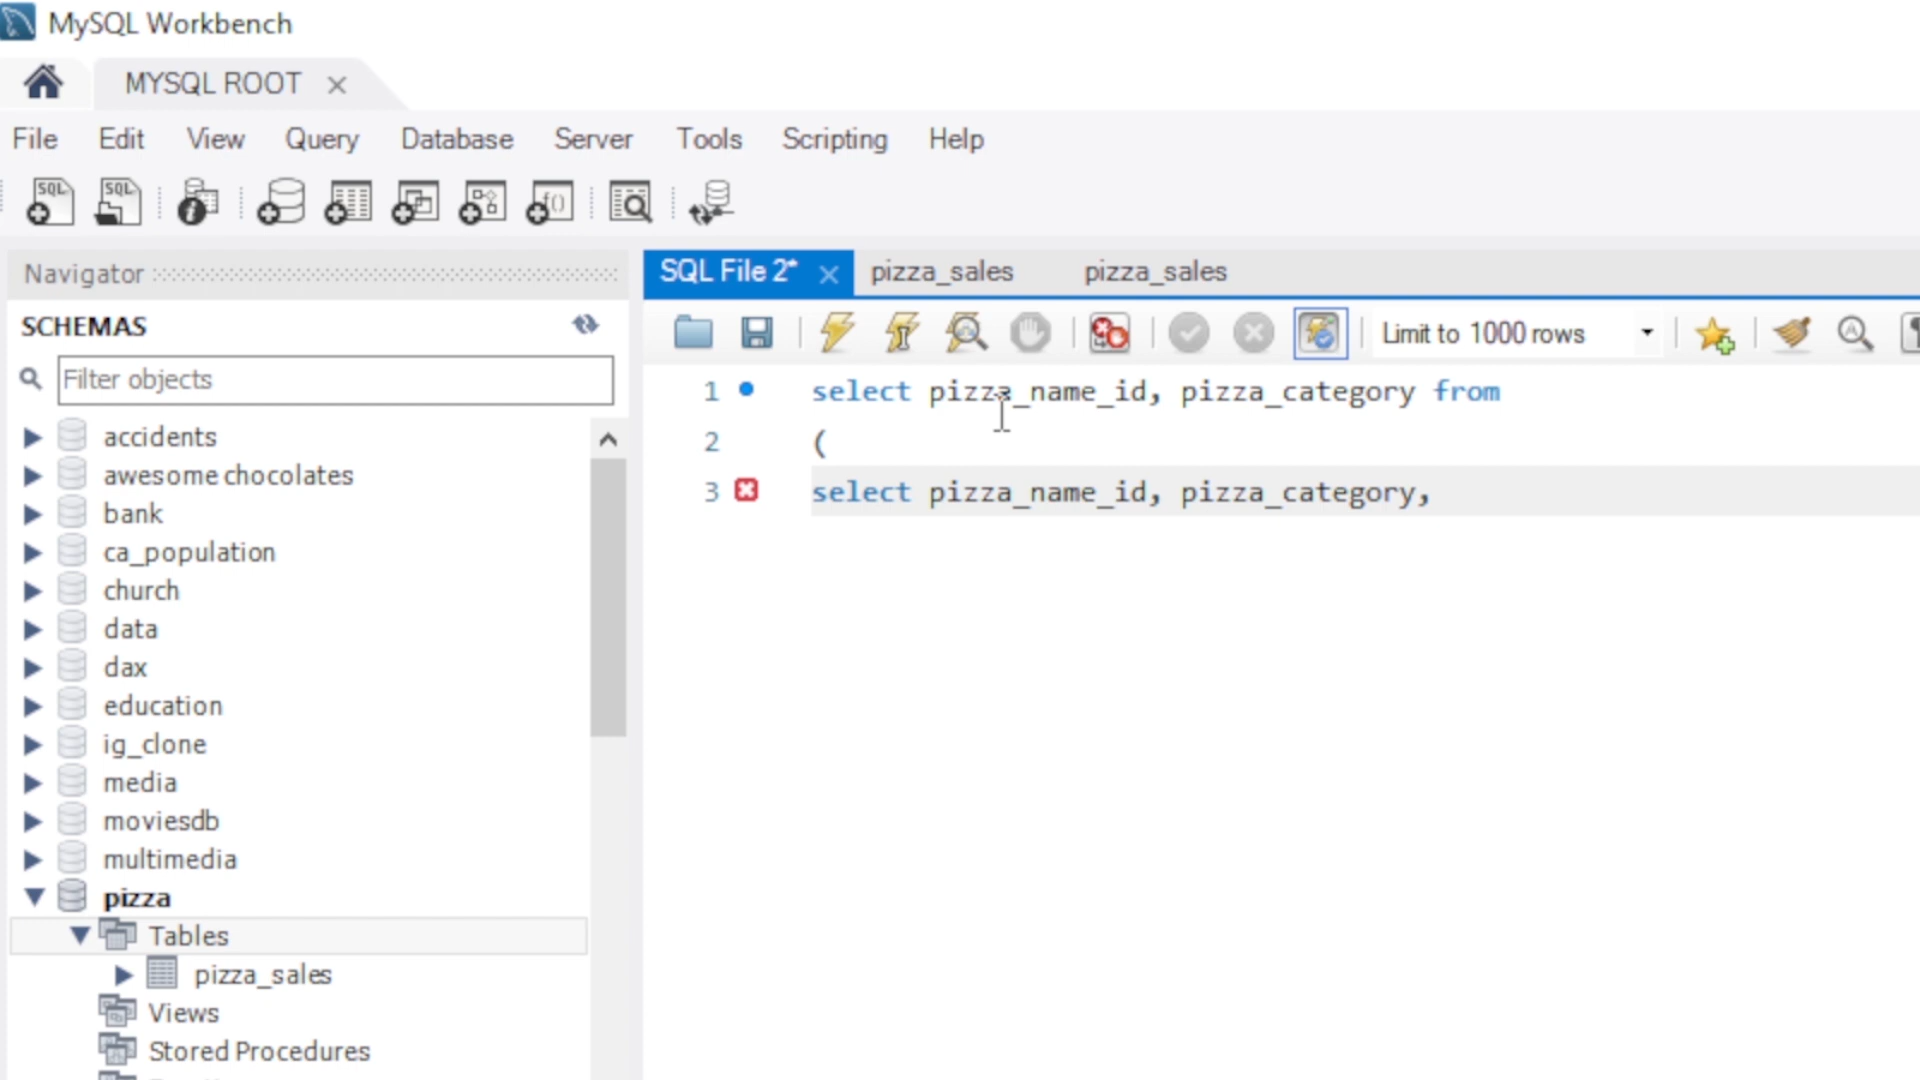 MySQL Workbench
MYSQL ROOT
File Edit View Query Database Server Tools Scripting Help
SQL SQL
f()
Navigator
SQL File 2* pizza_sales pizza_sales
SCHEMAS
Filter objects
Limit to 1000 rows
1 select pizza_name_id, pizza_category from
2 (
3 select pizza_name_id, pizza_category,
accidents
awesome chocolates
bank
ca_population
church
data
dax
education
ig_clone
media
moviesdb
multimedia
pizza
Tables
pizza_sales
Views
Stored Procedures